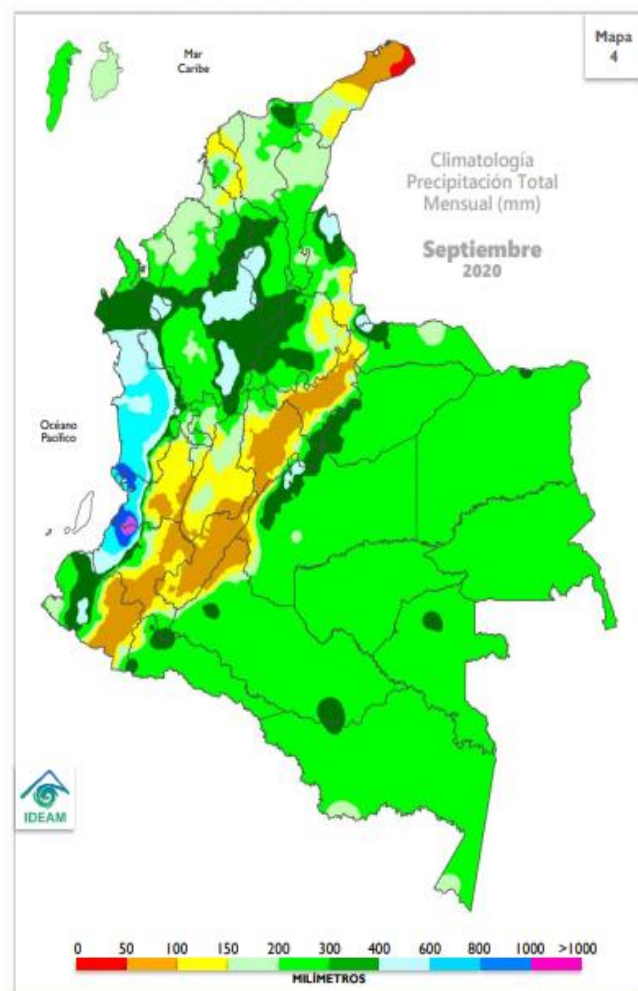 Mapa
4
Mar
Caribe
Climatología
Precipitación Total
Mensual (mm)
Septiembre
2020
Océano
Pacífico
IDEAM
0 50 100 150 200 300 400 600 800 1000 >1000
MILÍMETROS